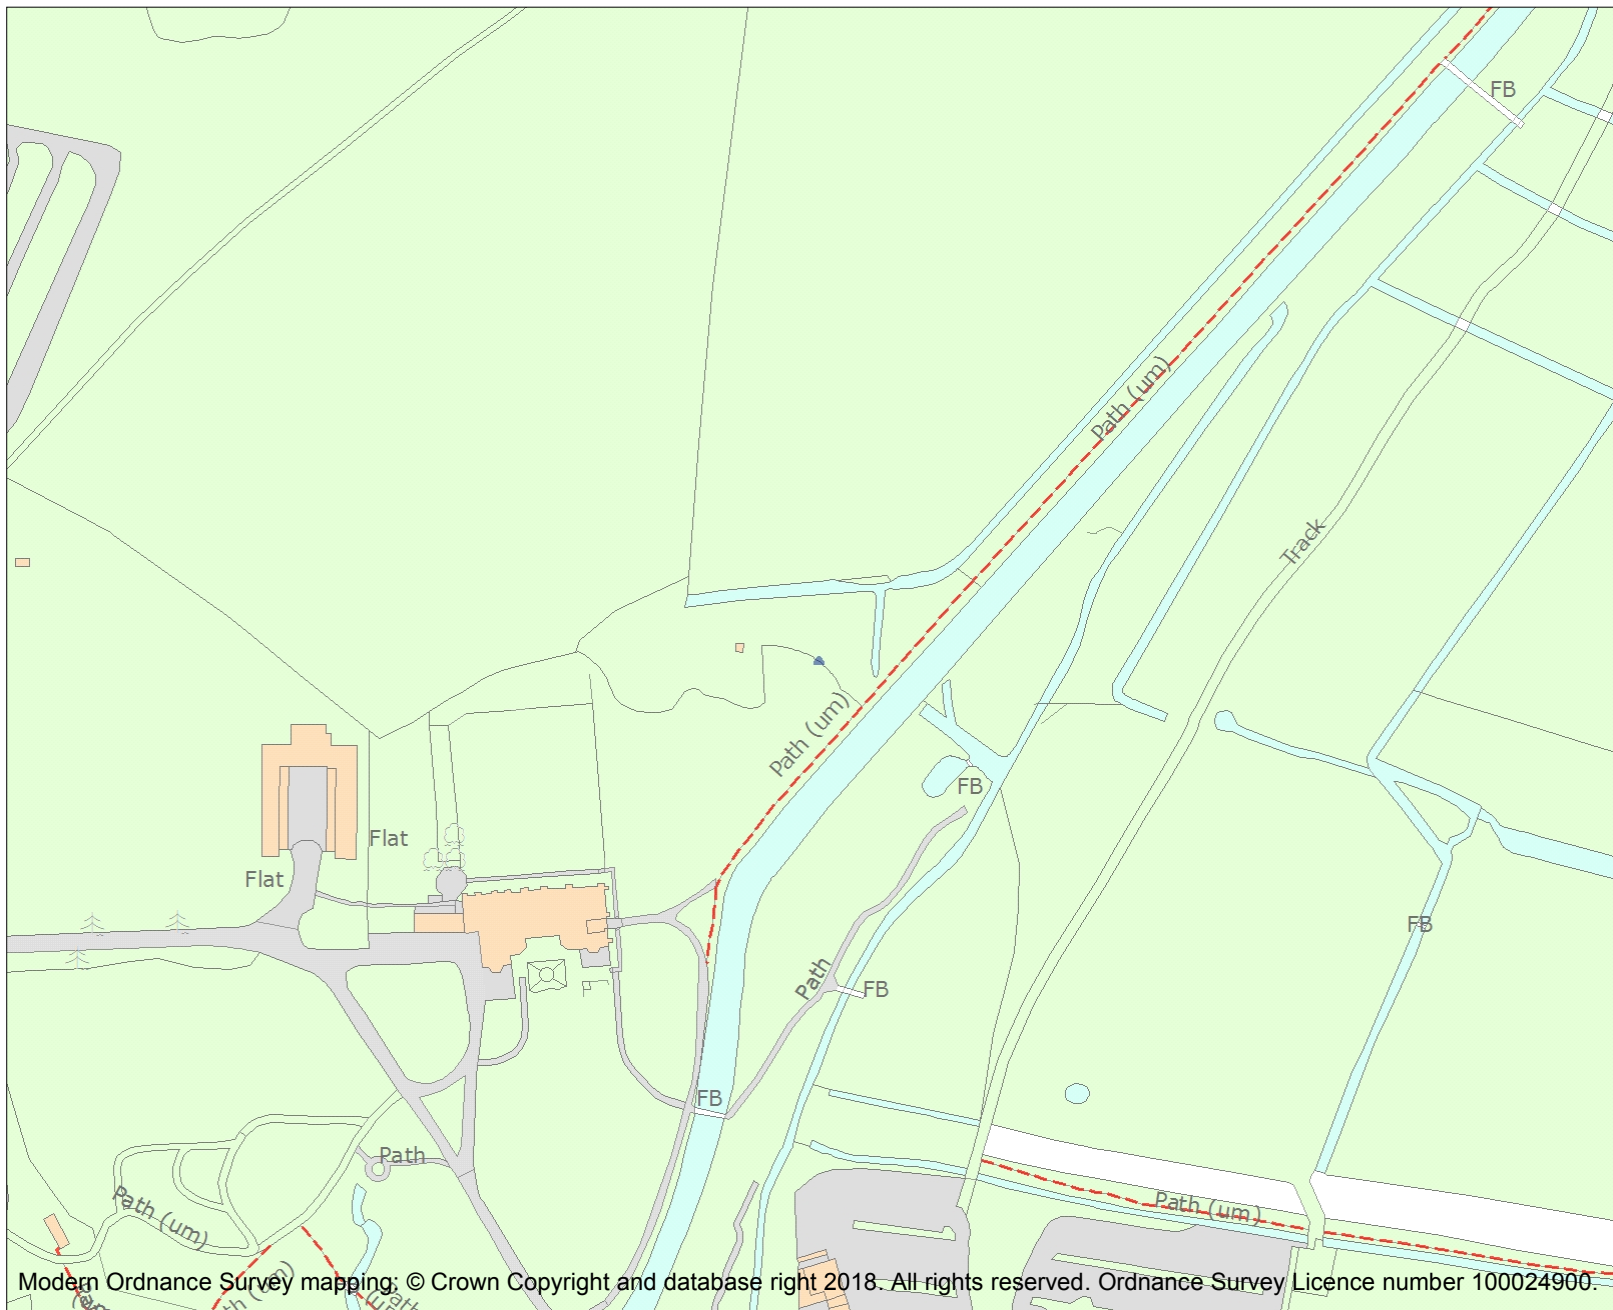 FB
Path (um)
Track
Path (um)
FB
Flat
Flat
FB
Path
FB
FB
Path
Path (um)
Path (um)
Modern Ordnance Survey mapping: © Crown Copyright and database right 2018. All rights reserved. Ordnance Survey Licence number 100024900.